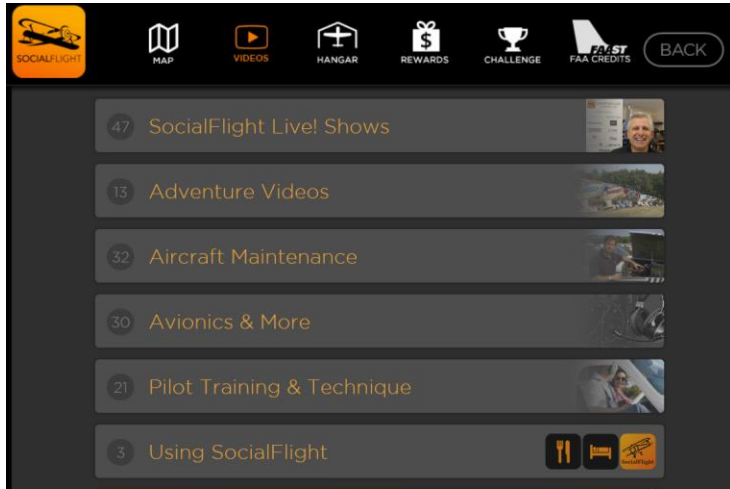 SOCIALFLIGHT
MAP
VIDEOS
HANGAR
$
REWARDS
CHALLENGE
FAAST
FAA CREDITS
BACK
47 SocialFlight Live! Shows
13 Adventure Videos
32 Aircraft Maintenance
30 Avionics & More
21 Pilot Training & Technique
3 Using SocialFlight
SocialFlight